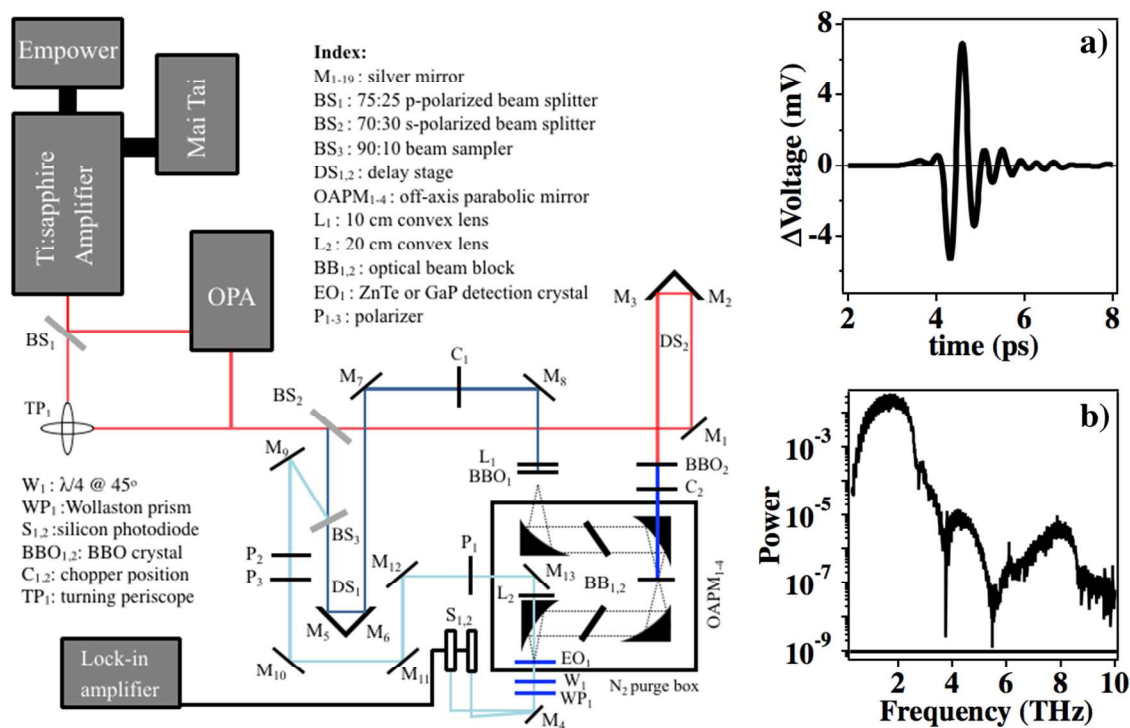 Empower
Mai Tai
Ti:sapphire
Amplifier
OPA
BS₁
TP₁
Index:
M₁₋₁₉ : silver mirror
BS₁ : 75:25 p-polarized beam splitter
BS₂ : 70:30 s-polarized beam splitter
BS₃ : 90:10 beam sampler
DS₁,₂ : delay stage
OAPM₁₋₄ : off-axis parabolic mirror
L₁ : 10 cm convex lens
L₂ : 20 cm convex lens
BB₁,₂ : optical beam block
EO₁ : ZnTe or GaP detection crystal
P₁₋₃ : polarizer
W₁ : λ/4 @ 45º
WP₁ : Wollaston prism
S₁,₂ :silicon photodiode
BBO₁,₂: BBO crystal
C₁,₂: chopper position
TP₁: turning periscope
Lock-in
amplifier
M₃
M₂
DS₂
C₁
M₇
M₈
BS₂
M₁
M₉
L₁
BBO₁
BBO₂
C₂
BS₃
P₂
P₃
P₁
M₁₂
M₁₃
BB₁,₂
OAPM₁₋₄
DS₁
L₂
M₅
M₆
S₁,₂
M₁₀
M₁₁
EO₁
W₁
WP₁
N₂ purge box
M₄
a)
ΔVoltage (mV)
8
4
0
-4
2
4
6
8
time (ps)
b)
Power
10⁻³
10⁻⁵
10⁻⁷
10⁻⁹
2
4
6
8
10
Frequency (THz)